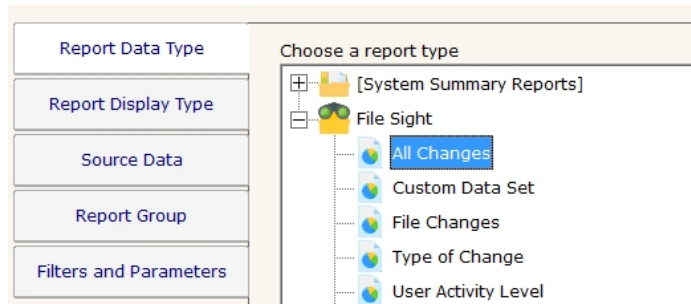 Report Data Type
Report Display Type
Source Data
Report Group
Filters and Parameters
Choose a report type
[System Summary Reports]
File Sight
All Changes
Custom Data Set
File Changes
Type of Change
User Activity Level